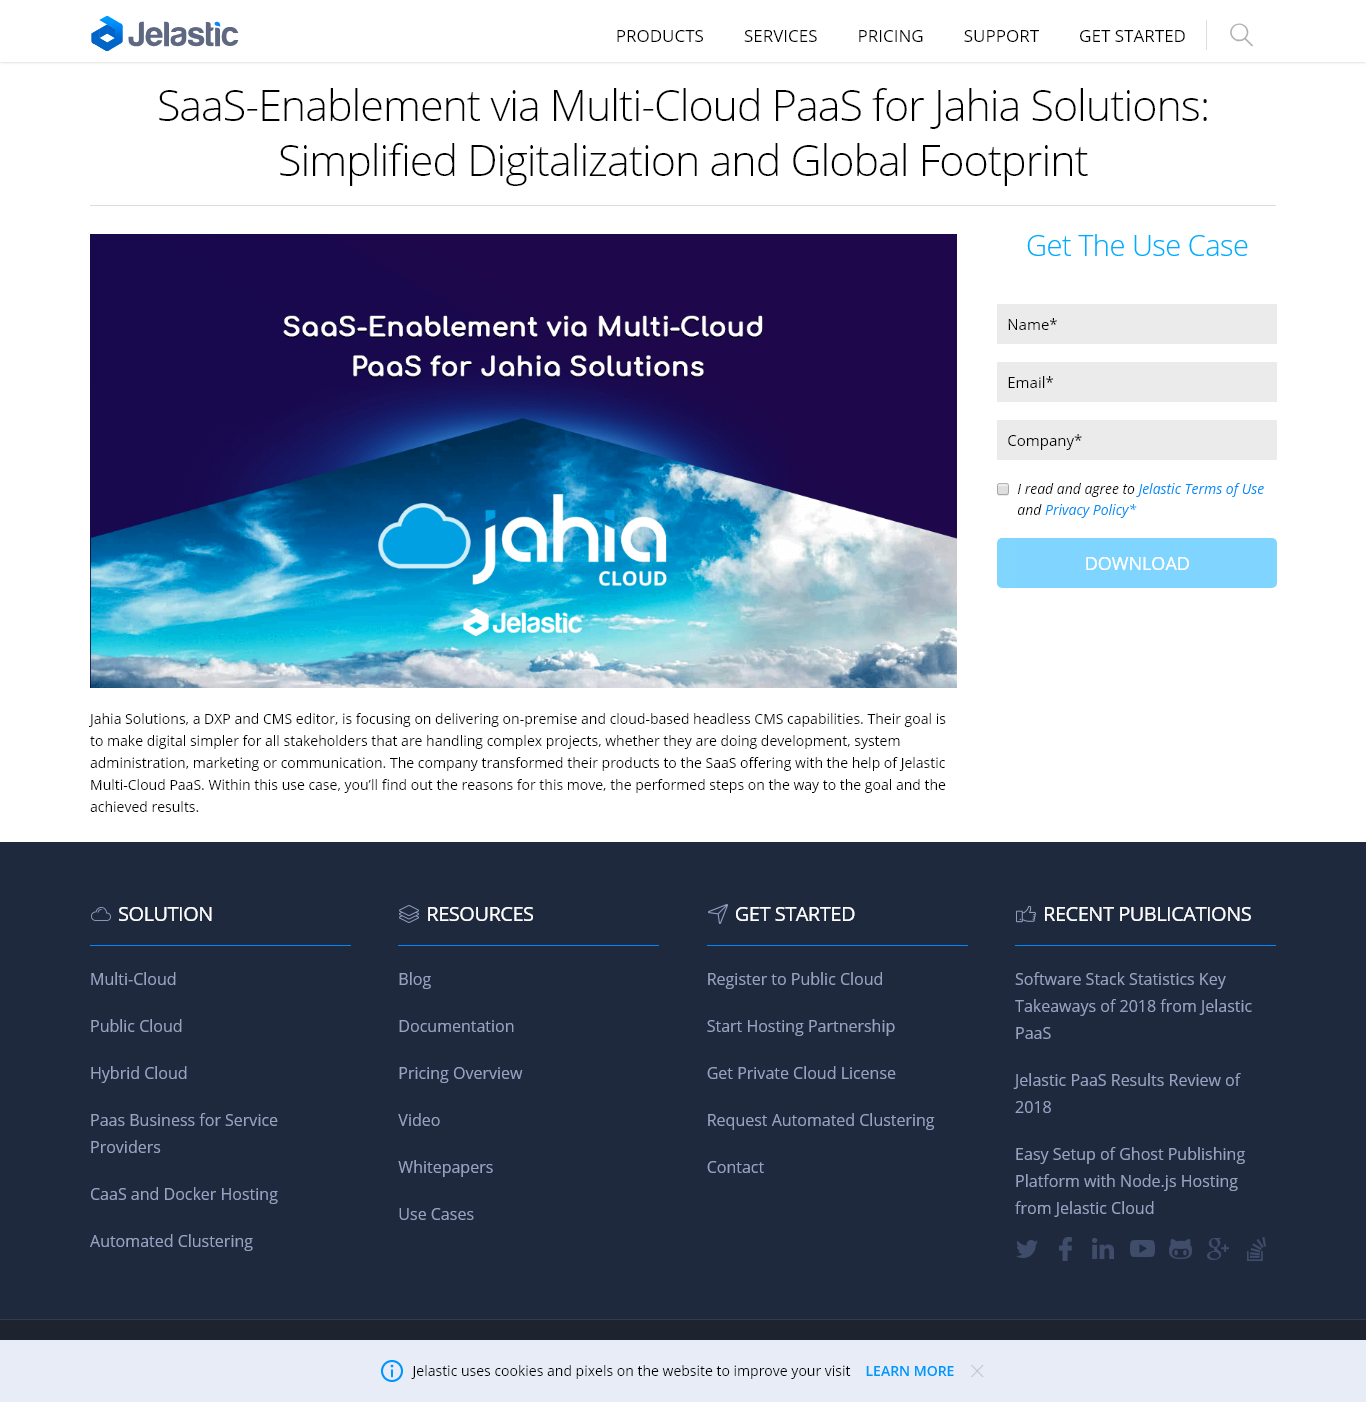 Jelastic
PRODUCTS SERVICES PRICING SUPPORT GET STARTED
SaaS-Enablement via Multi-Cloud PaaS for Jahia Solutions:
Simplified Digitalization and Global Footprint
SaaS-Enablement via Multi-Cloud
PaaS for Jahia Solutions
jahia
CLOUD
Jelastic
Get The Use Case
Name*
Email*
Company*
I read and agree to Jelastic Terms of Use
and Privacy Policy*
DOWNLOAD
Jahia Solutions, a DXP and CMS editor, is focusing on delivering on-premise and cloud-based headless CMS capabilities. Their goal is
to make digital simpler for all stakeholders that are handling complex projects, whether they are doing development, system
administration, marketing or communication. The company transformed their products to the SaaS offering with the help of Jelastic
Multi-Cloud PaaS. Within this use case, you’ll find out the reasons for this move, the performed steps on the way to the goal and the
achieved results.
SOLUTION
Multi-Cloud
Public Cloud
Hybrid Cloud
Paas Business for Service
Providers
CaaS and Docker Hosting
Automated Clustering
RESOURCES
Blog
Documentation
Pricing Overview
Video
Whitepapers
Use Cases
GET STARTED
Register to Public Cloud
Start Hosting Partnership
Get Private Cloud License
Request Automated Clustering
Contact
RECENT PUBLICATIONS
Software Stack Statistics Key
Takeaways of 2018 from Jelastic
PaaS
Jelastic PaaS Results Review of
2018
Easy Setup of Ghost Publishing
Platform with Node.js Hosting
from Jelastic Cloud
Jelastic uses cookies and pixels on the website to improve your visit LEARN MORE